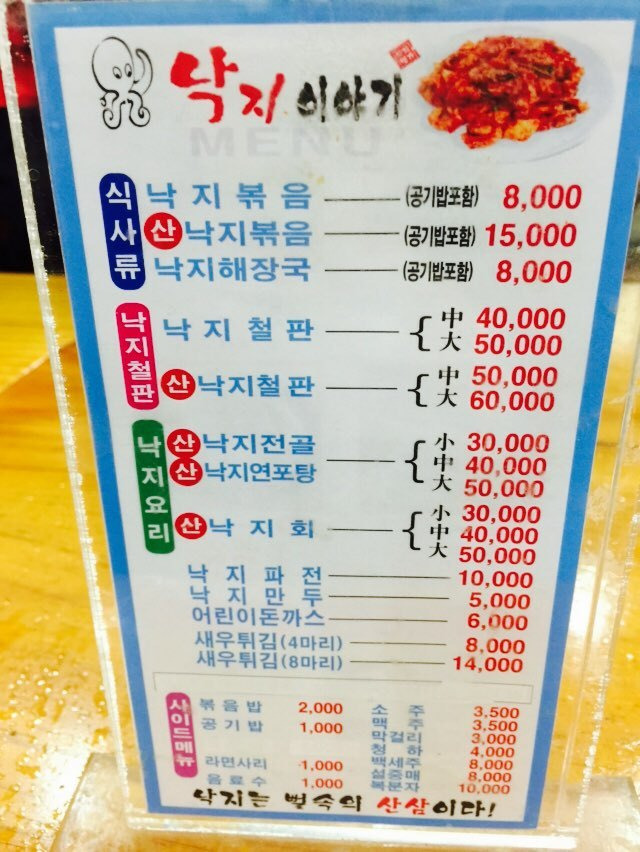 낙지 이야기
MENU
식사류
낙지볶음 (공기밥포함) 8,000
산 낙지볶음 (공기밥포함) 15,000
낙지해장국 (공기밥포함) 8,000
낙지철판
낙지철판 中 40,000
大 50,000
산 낙지철판 中 50,000
大 60,000
낙지요리
산 낙지전골 小 30,000
산 낙지연포탕 中 40,000
大 50,000
산 낙지회 小 30,000
中 40,000
大 50,000
낙지파전 10,000
낙지만두 5,000
어린이돈까스 6,000
새우튀김(4마리) 8,000
새우튀김(8마리) 14,000
사이드메뉴
볶음밥 2,000
공기밥 1,000
라면사리 1,000
음료수 1,000
소주 3,500
맥주 3,500
막걸리 3,000
청하 4,000
백세주 8,000
설중매 8,000
복분자 10,000
낙지는 뻘속의 산삼이다!